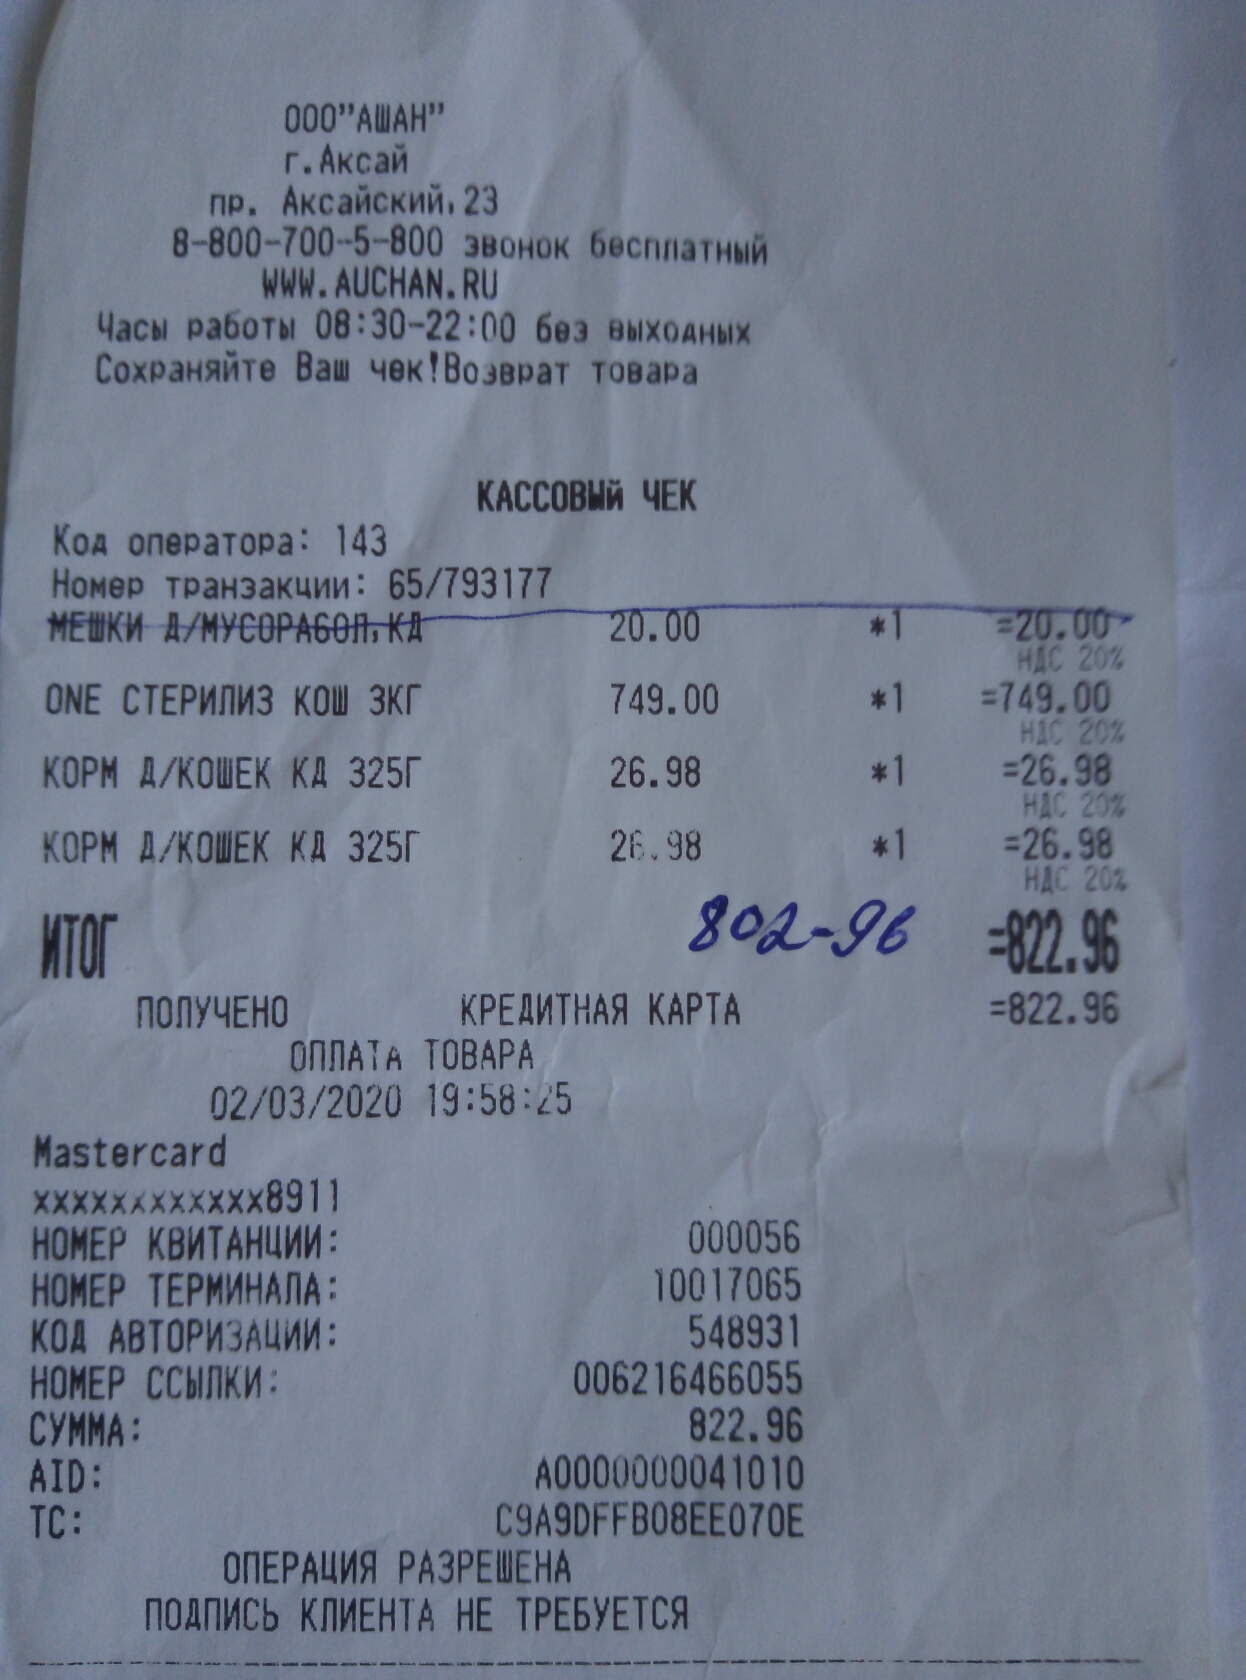 ООО"АШАН"
г.Аксай
пр. Аксайский,23
8-800-700-5-800 звонок бесплатный
WWW.AUCHAN.RU
Часы работы 08:30-22:00 без выходных
Сохраняйте Ваш чек!Возврат товара
КАССОВЫЙ ЧЕК
Код оператора: 143
Номер транзакции: 65/793177
МЕШКИ Д/МУСОРА60Л,КД 20.00 *1 =20.00
НДС 20%
ONE СТЕРИЛИЗ КОШ 3КГ 749.00 *1 =749.00
НДС 20%
КОРМ Д/КОШЕК КД 325Г 26.98 *1 =26.98
НДС 20%
КОРМ Д/КОШЕК КД 325Г 26.98 *1 =26.98
НДС 20%
ИТОГ 802-96 =822.96
ПОЛУЧЕНО КРЕДИТНАЯ КАРТА =822.96
ОПЛАТА ТОВАРА
02/03/2020 19:58:25
Mastercard
xxxxxxxxxxxx8911
НОМЕР КВИТАНЦИИ: 000056
НОМЕР ТЕРМИНАЛА: 10017065
КОД АВТОРИЗАЦИИ: 548931
НОМЕР ССЫЛКИ: 006216466055
СУММА: 822.96
AID: A0000000041010
TC: C9A9DFFB08EE070E
ОПЕРАЦИЯ РАЗРЕШЕНА
ПОДПИСЬ КЛИЕНТА НЕ ТРЕБУЕТСЯ